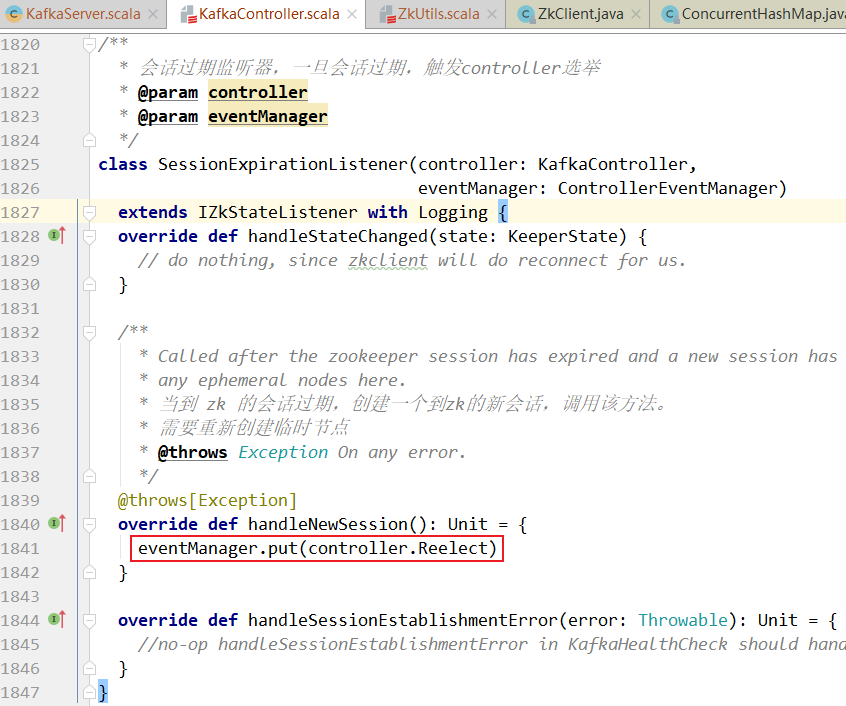 KafkaServer.scala × KafkaController.scala × ZkUtils.scala × ZkClient.java × ConcurrentHashMap.java
1820 /**
1821 * 会话过期监听器，一旦会话过期，触发controller选举
1822 * @param controller
1823 * @param eventManager
1824 */
1825 class SessionExpirationListener(controller: KafkaController,
1826 eventManager: ControllerEventManager)
1827 extends IZkStateListener with Logging {
1828 override def handleStateChanged(state: KeeperState) {
1829 // do nothing, since zkclient will do reconnect for us.
1830 }
1831
1832 /**
1833 * Called after the zookeeper session has expired and a new session has
1834 * any ephemeral nodes here.
1835 * 当到 zk 的会话过期，创建一个到zk的新会话，调用该方法。
1836 * 需要重新创建临时节点
1837 * @throws Exception On any error.
1838 */
1839 @throws[Exception]
1840 override def handleNewSession(): Unit = {
1841 eventManager.put(controller.Reelect)
1842 }
1843
1844 override def handleSessionEstablishmentError(error: Throwable): Unit = {
1845 //no-op handleSessionEstablishmentError in KafkaHealthCheck should hand
1846 }
1847 }